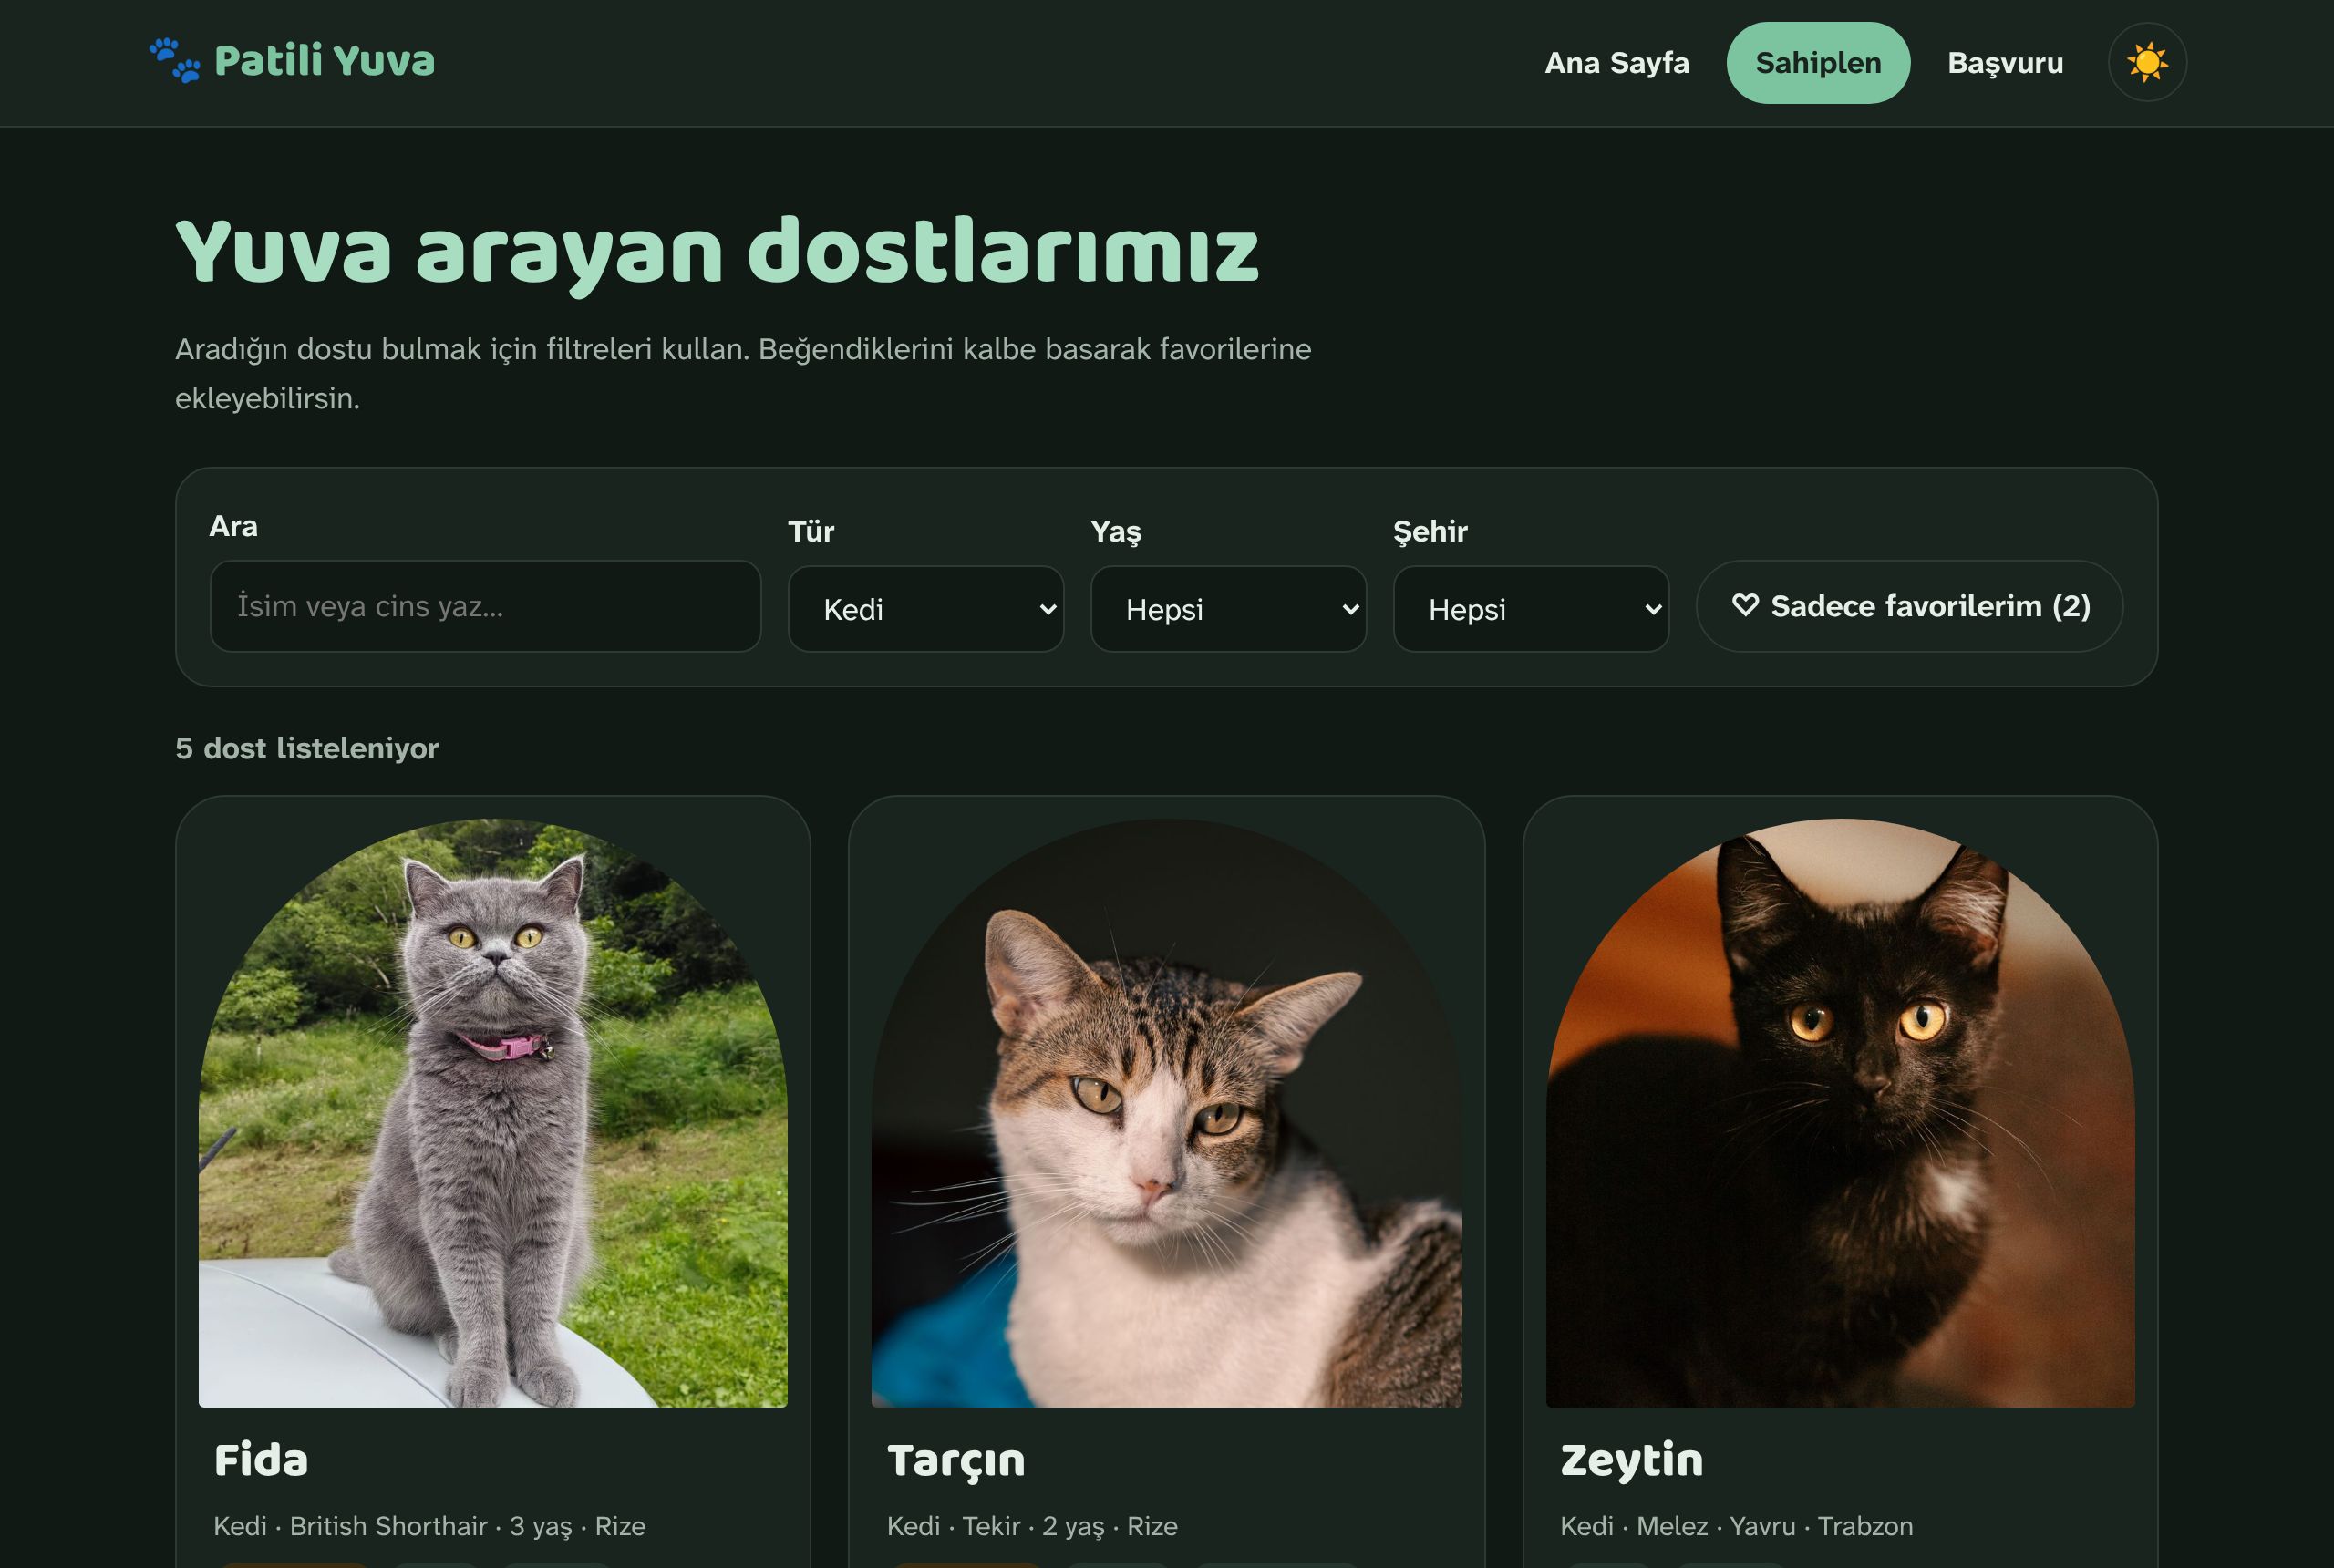 Patili Yuva
Ana Sayfa
Sahiplen
Başvuru
Yuva arayan dostlarımız
Aradığın dostu bulmak için filtreleri kullan. Beğendiklerini kalbe basarak favorilerine
ekleyebilirsin.
Ara
İsim veya cins yaz...
Tür
Kedi
Yaş
Hepsi
Şehir
Hepsi
♡ Sadece favorilerim (2)
5 dost listeleniyor
Fida
Kedi · British Shorthair · 3 yaş · Rize
Tarçın
Kedi · Tekir · 2 yaş · Rize
Zeytin
Kedi · Melez · Yavru · Trabzon